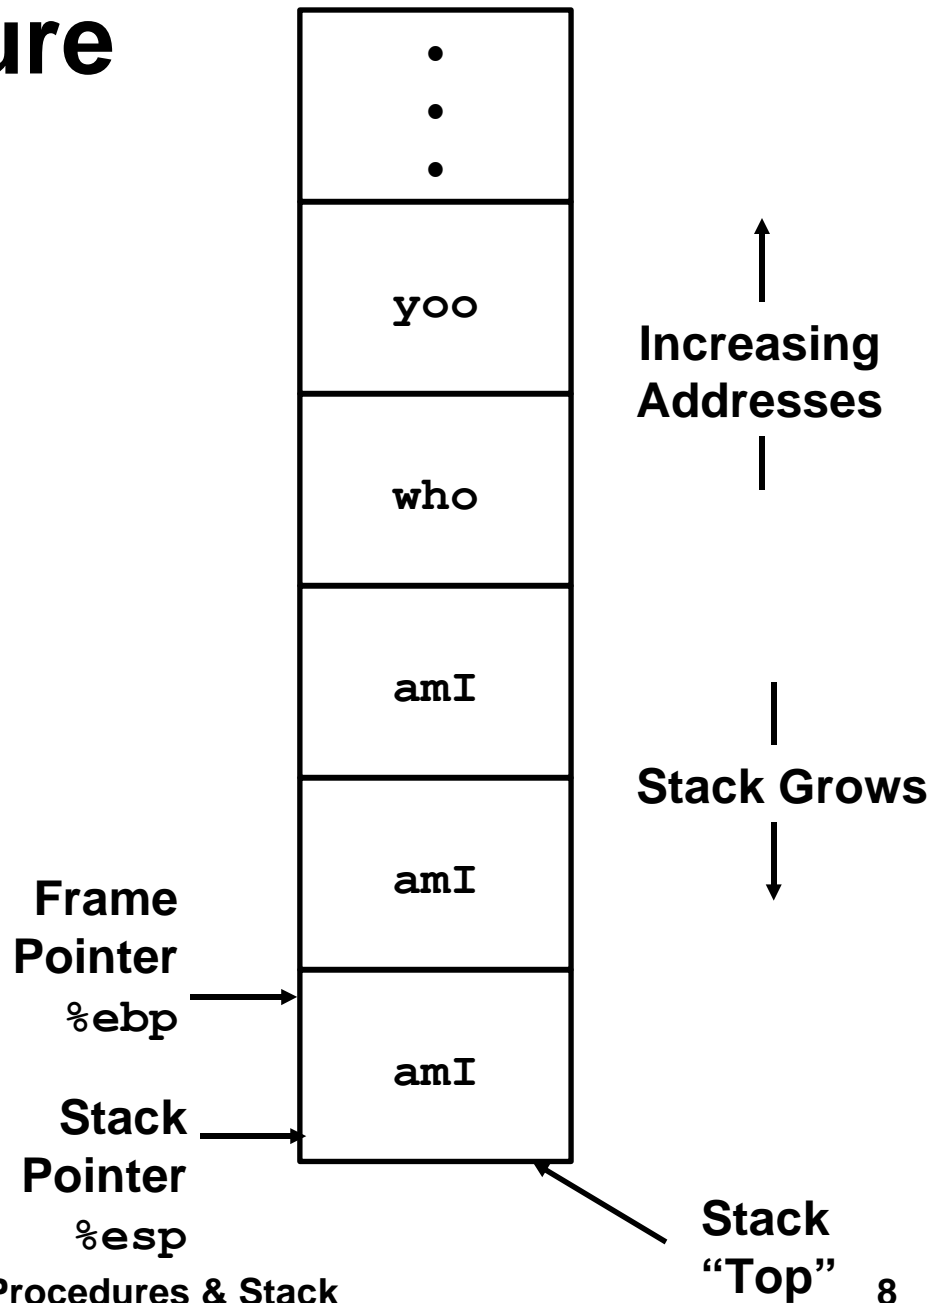 ure
yoo
Increasing
Addresses
who
amI
Stack Grows
amI
Frame
Pointer
%ebp
amI
Stack
Pointer
%esp
Stack
“Top”
Procedures & Stack
8